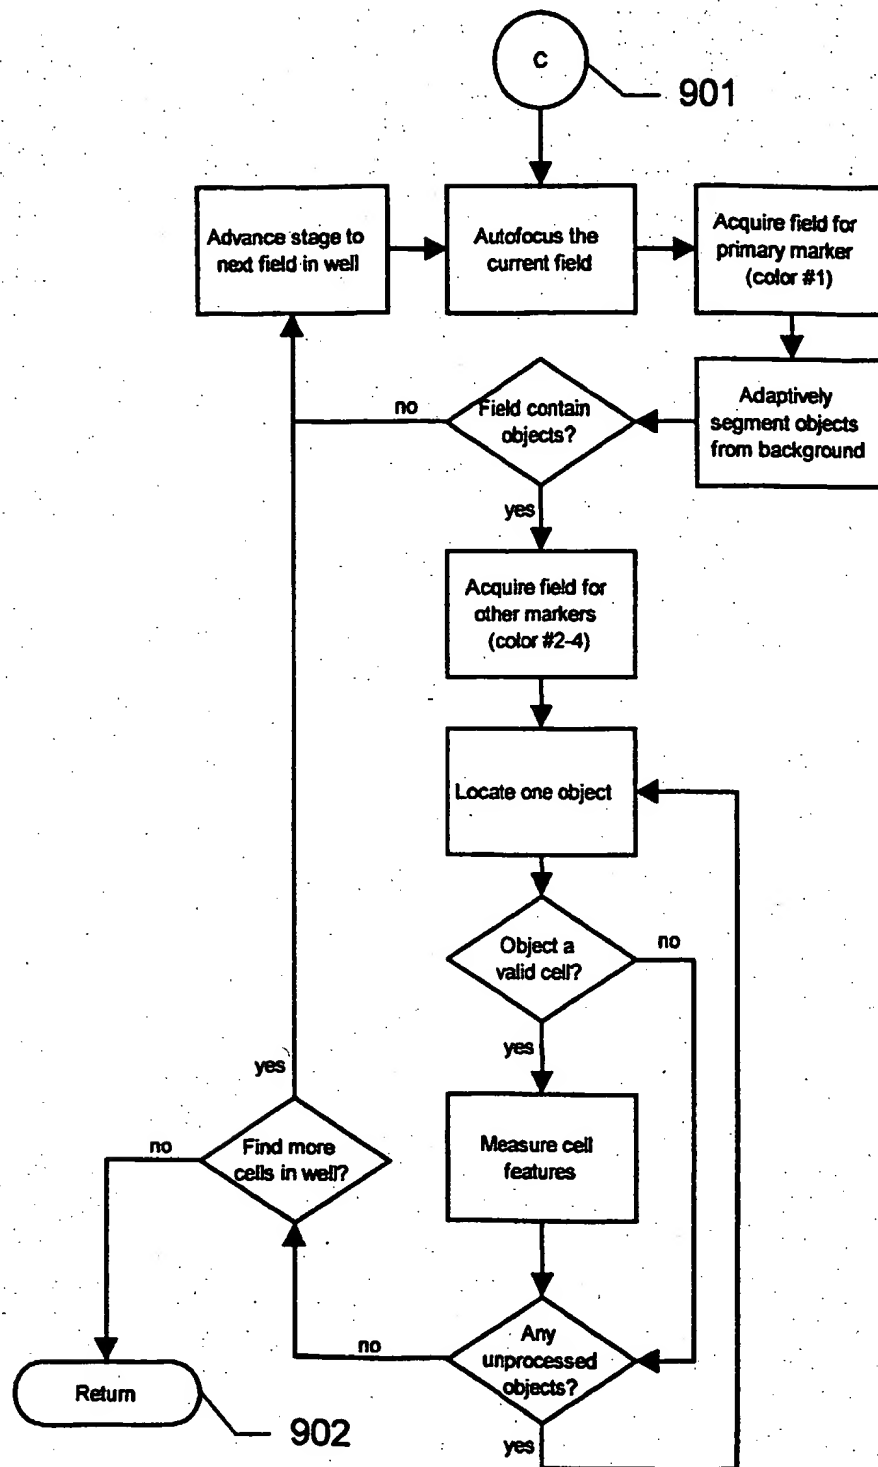 C
901
Advance stage to
next field in well
Autofocus the
current field
Acquire field for
primary marker
(color #1)
no
Field contain
objects?
Adaptively
segment objects
from background
yes
Acquire field for
other markers
(color #2-4)
Locate one object
Object a
valid cell?
no
yes
yes
Measure cell
features
no
Find more
cells in well?
no
Any
unprocessed
objects?
Return
902
yes